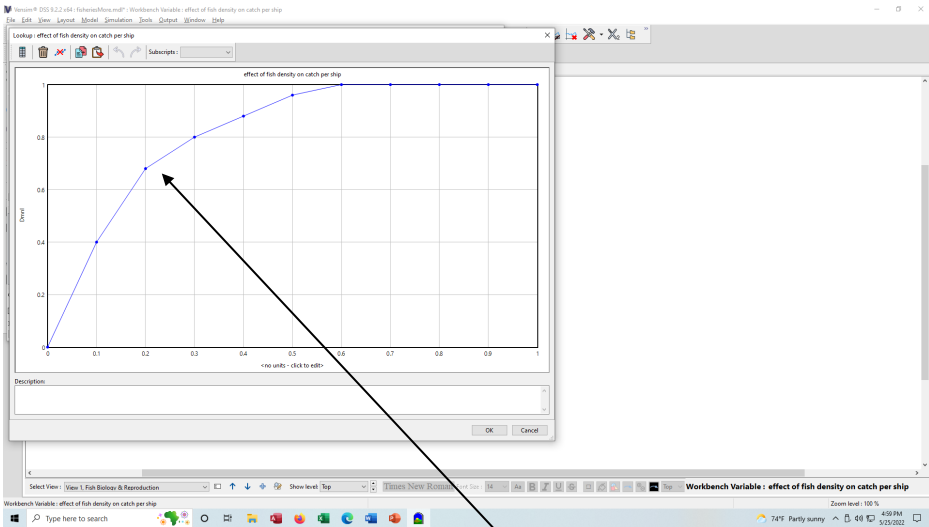 Vensim® DSS 9.2.2 x64 : fisheriesMore.mdl* : Workbench Variable : effect of fish density on catch per ship
File Edit View Layout Model Simulation Tools Output Window Help
Lookup : effect of fish density on catch per ship
Subscripts :
effect of fish density on catch per ship
1
0.8
0.6
0.4
0.2
0
Dmnl
0 0.1 0.2 0.3 0.4 0.5 0.6 0.7 0.8 0.9 1
<no units - click to edit>
Description:
OK Cancel
Select View : View 1, Fish Biology & Reproduction Show level: Top Times New Roman Font Size : 14 Aa B I U S Top Workbench Variable : effect of fish density on catch per ship
Workbench Variable : effect of fish density on catch per ship Zoom level : 100 %
Type here to search 74°F Partly sunny 4:59 PM
5/25/2022